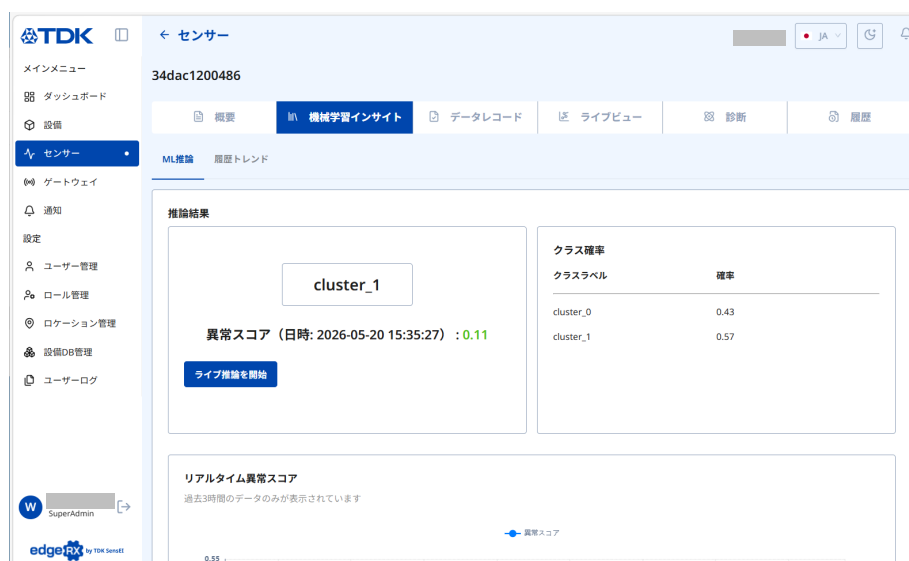 TDK
メインメニュー
ダッシュボード
設備
センサー
ゲートウェイ
通知
設定
ユーザー管理
ロール管理
ロケーション管理
設備DB管理
ユーザーログ
W
SuperAdmin
edgeRX by TDK SensEI
← センサー
JA
34dac1200486
概要
機械学習インサイト
データレコード
ライブビュー
診断
履歴
ML推論
履歴トレンド
推論結果
cluster_1
異常スコア（日時: 2026-05-20 15:35:27） : 0.11
ライブ推論を開始
クラス確率
クラスラベル 確率
cluster_0 0.43
cluster_1 0.57
リアルタイム異常スコア
過去3時間のデータのみが表示されています
異常スコア
0.55